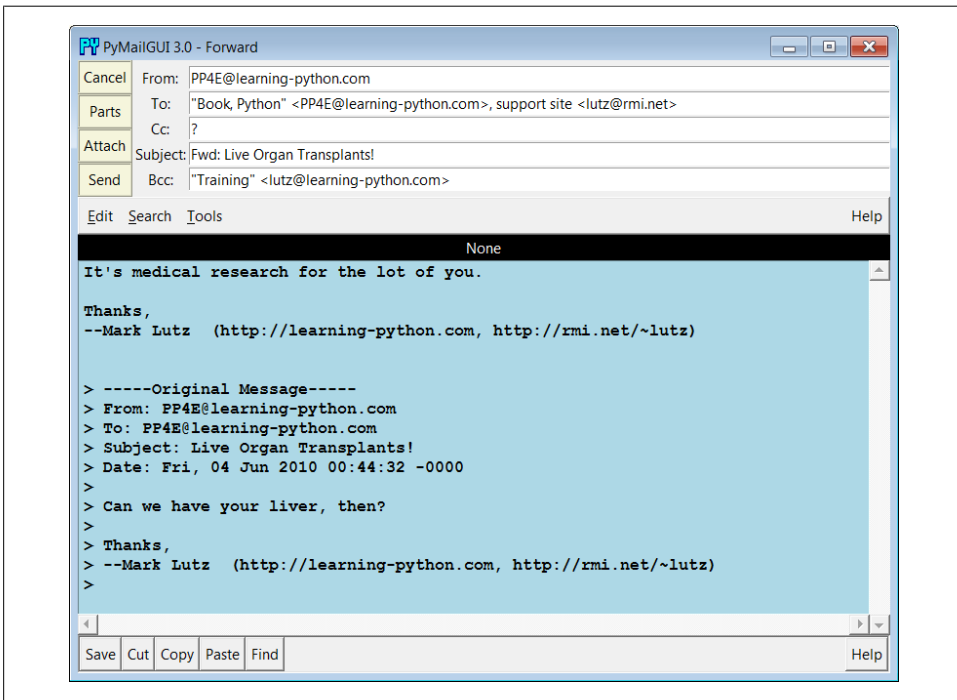 PY PyMailGUI 3.0 - Forward
Cancel From: PP4E@learning-python.com
Parts To: "Book, Python" <PP4E@learning-python.com>, support site <lutz@rmi.net>
Cc: ?
Attach Subject: Fwd: Live Organ Transplants!
Send Bcc: "Training" <lutz@learning-python.com>
Edit Search Tools Help
None
It's medical research for the lot of you.
Thanks,
--Mark Lutz (http://learning-python.com, http://rmi.net/~lutz)
> -----Original Message-----
> From: PP4E@learning-python.com
> To: PP4E@learning-python.com
> Subject: Live Organ Transplants!
> Date: Fri, 04 Jun 2010 00:44:32 -0000
>
> Can we have your liver, then?
>
> Thanks,
> --Mark Lutz (http://learning-python.com, http://rmi.net/~lutz)
>
Save Cut Copy Paste Find Help